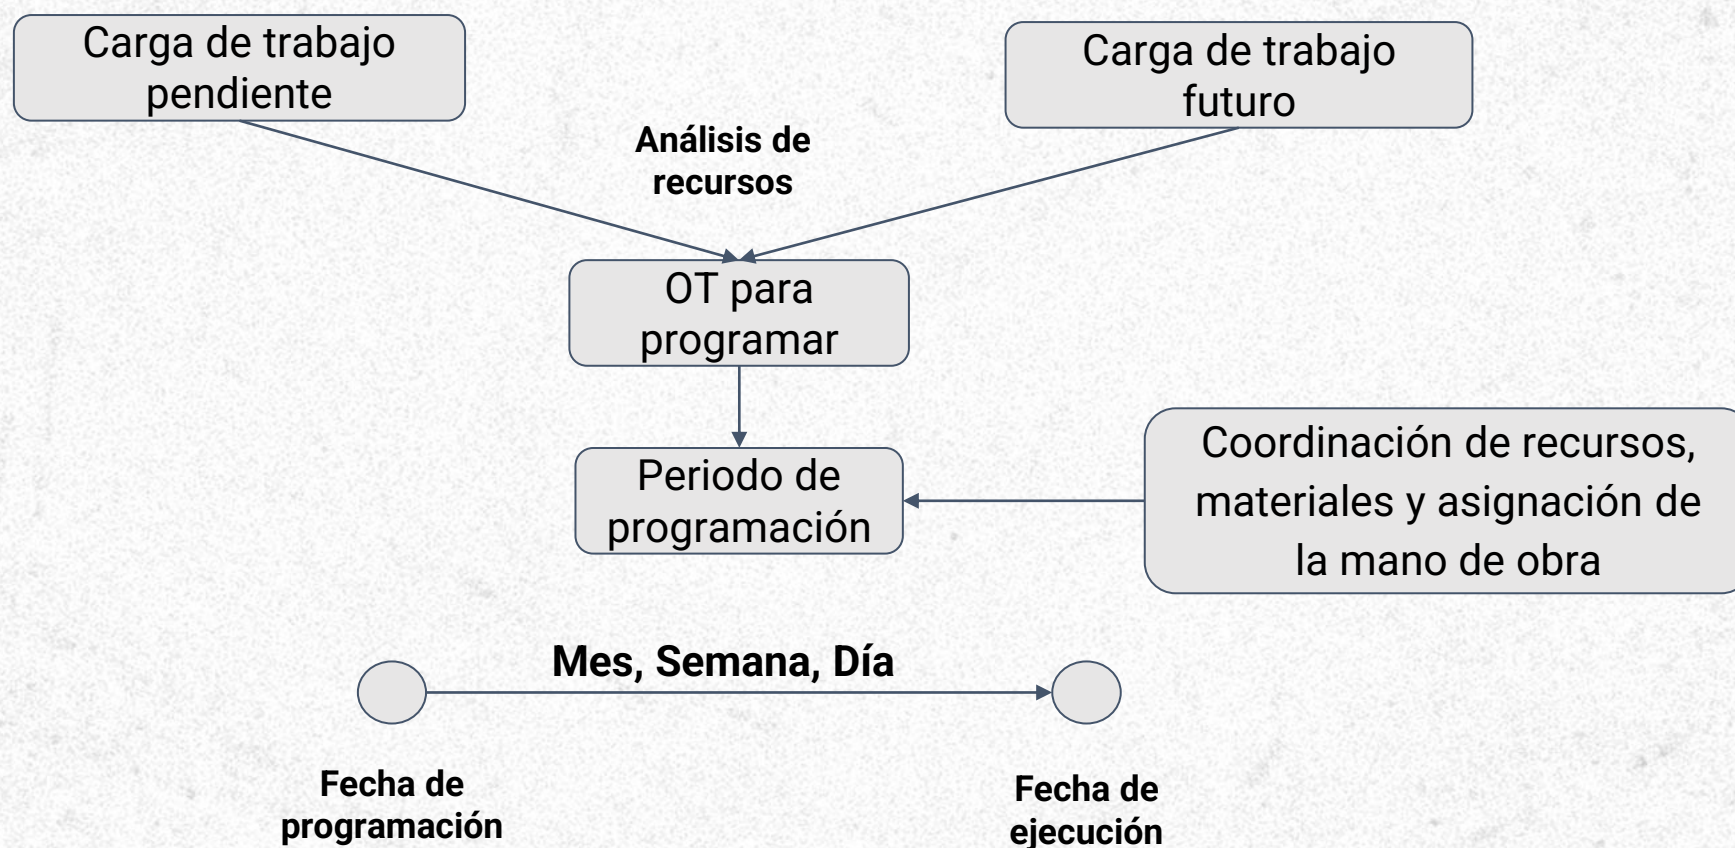 Carga de trabajo
pendiente
Carga de trabajo
futuro
Análisis de
recursos
OT para
programar
Periodo de
programación
Coordinación de recursos,
materiales y asignación de
la mano de obra
Mes, Semana, Día
Fecha de
programación
Fecha de
ejecución